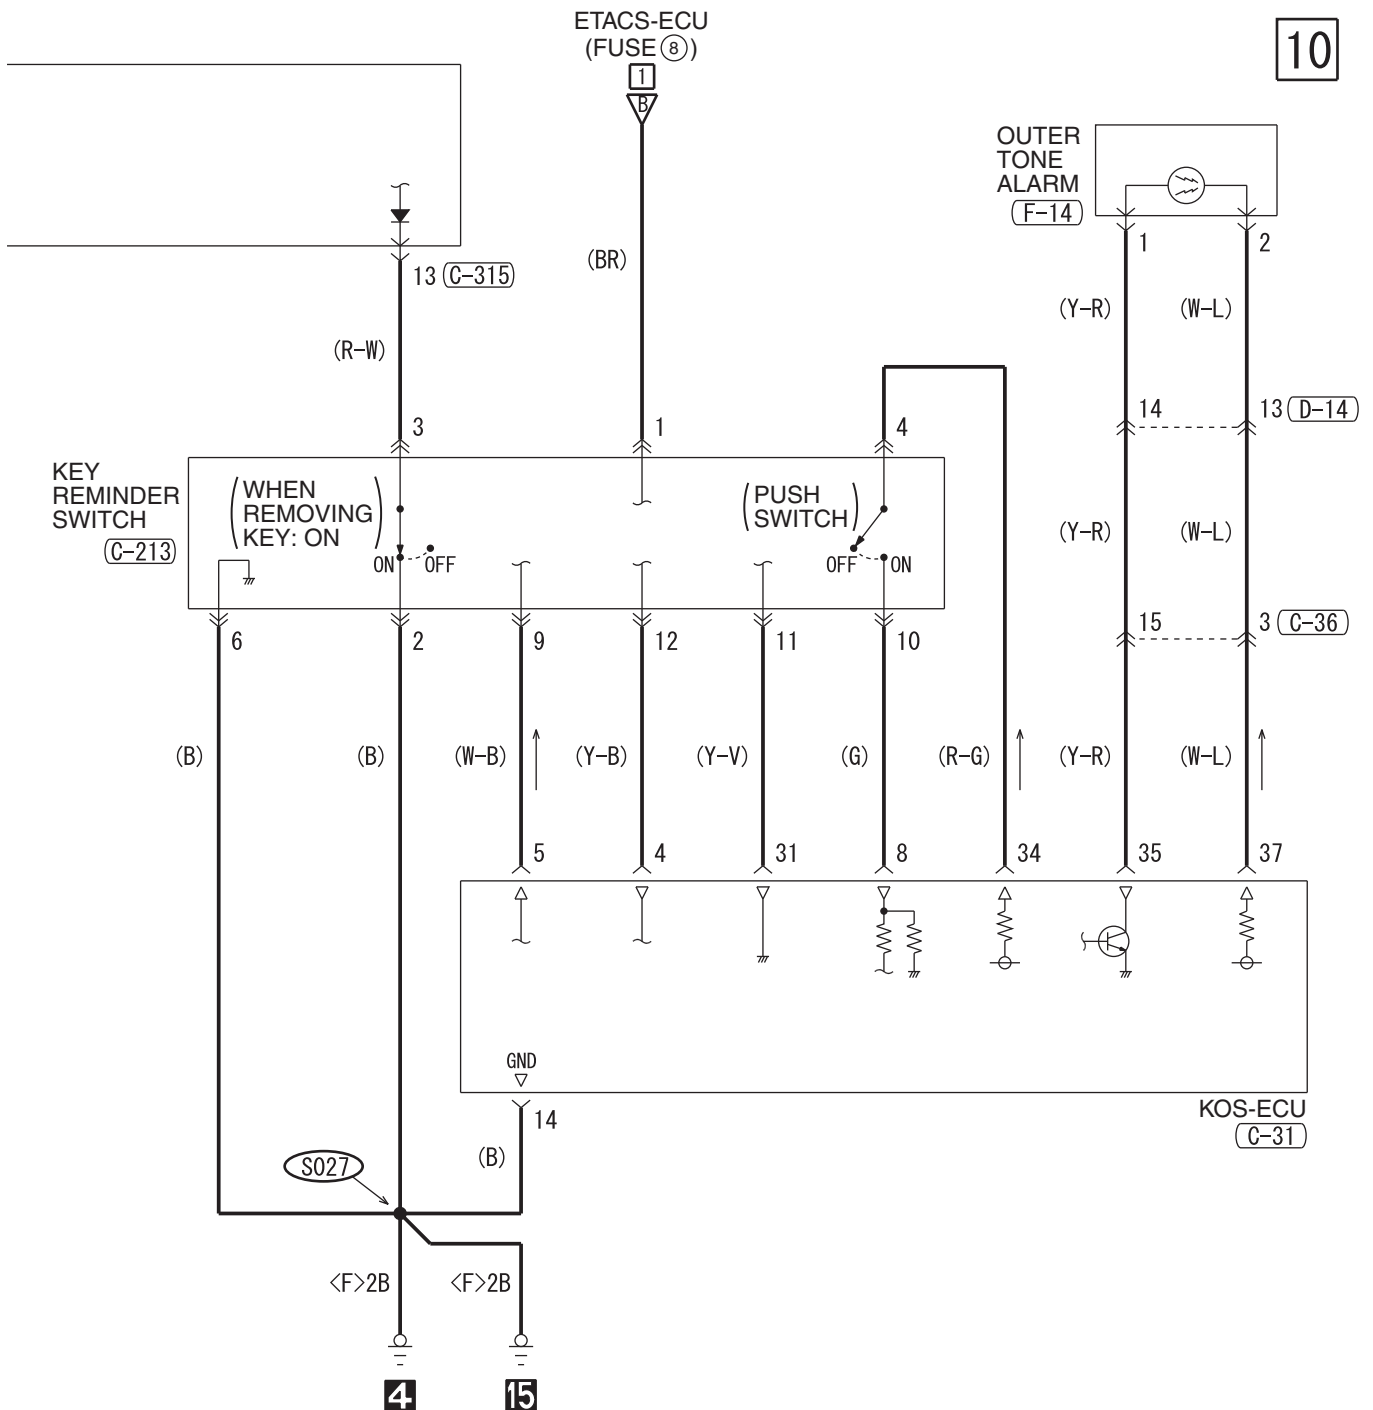 ETACS-ECU
(FUSE 8)
1
B
10
OUTER
TONE
ALARM
F-14
1
2
13 C-315
(BR)
(Y-R)
(W-L)
(R-W)
14
13 D-14
3
1
4
KEY
REMINDER
SWITCH
C-213
(WHEN
REMOVING
KEY: ON)
ON
OFF
(PUSH
SWITCH)
OFF
ON
(Y-R)
(W-L)
15
3 C-36
6
2
9
12
11
10
(B)
(B)
(W-B)
(Y-B)
(Y-V)
(G)
(R-G)
(Y-R)
(W-L)
5
4
31
8
34
35
37
GND
14
KOS-ECU
C-31
(B)
S027
<F>2B
<F>2B
4
15